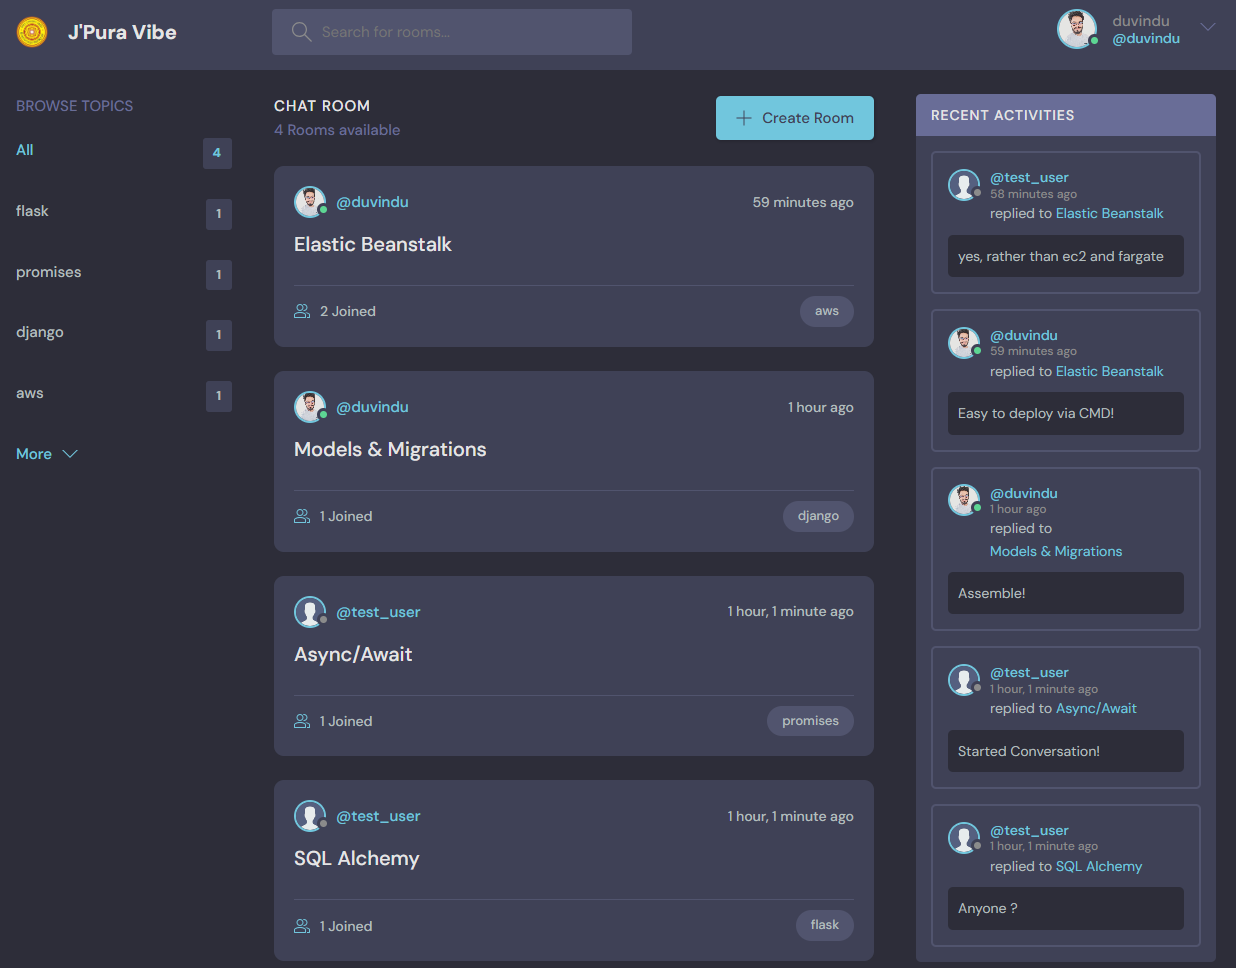 J'Pura Vibe
Search for rooms...
duvindu
@duvindu
BROWSE TOPICS
All
4
flask
1
promises
1
django
1
aws
1
More
CHAT ROOM
4 Rooms available
Create Room
@duvindu
59 minutes ago
Elastic Beanstalk
2 Joined
aws
@duvindu
1 hour ago
Models & Migrations
1 Joined
django
@test_user
1 hour, 1 minute ago
Async/Await
1 Joined
promises
@test_user
1 hour, 1 minute ago
SQL Alchemy
1 Joined
flask
RECENT ACTIVITIES
@test_user
58 minutes ago
replied to Elastic Beanstalk
yes, rather than ec2 and fargate
@duvindu
59 minutes ago
replied to Elastic Beanstalk
Easy to deploy via CMD!
@duvindu
1 hour ago
replied to
Models & Migrations
Assemble!
@test_user
1 hour, 1 minute ago
replied to Async/Await
Started Conversation!
@test_user
1 hour, 1 minute ago
replied to SQL Alchemy
Anyone ?